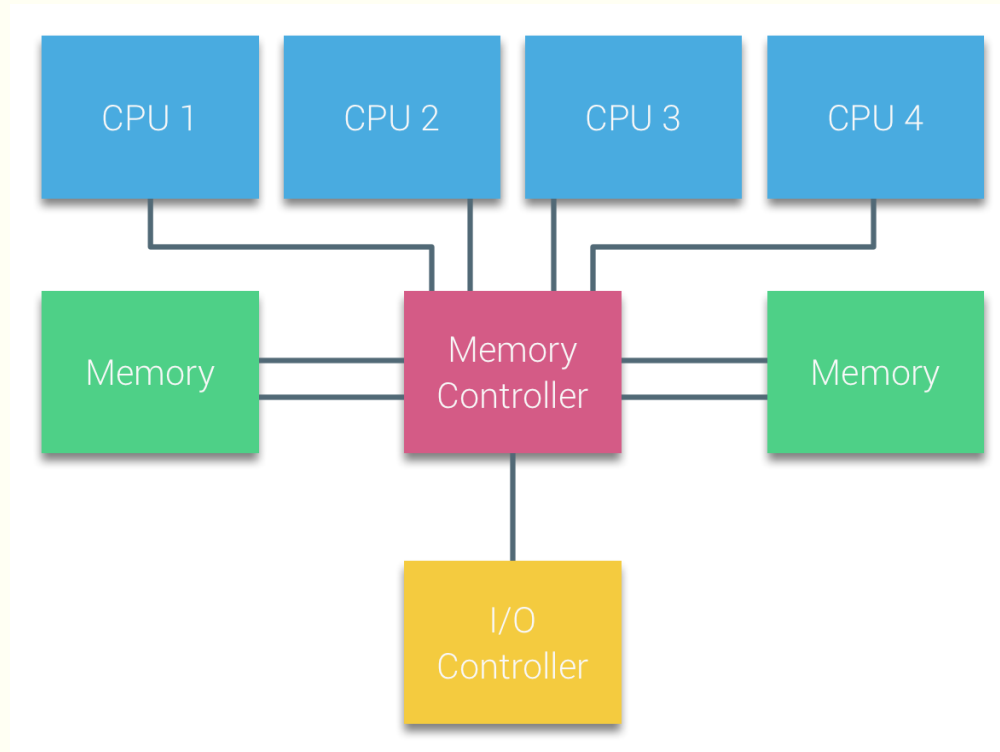 CPU 1
CPU 2
CPU 3
CPU 4
Memory
Memory
Controller
Memory
I/O
Controller